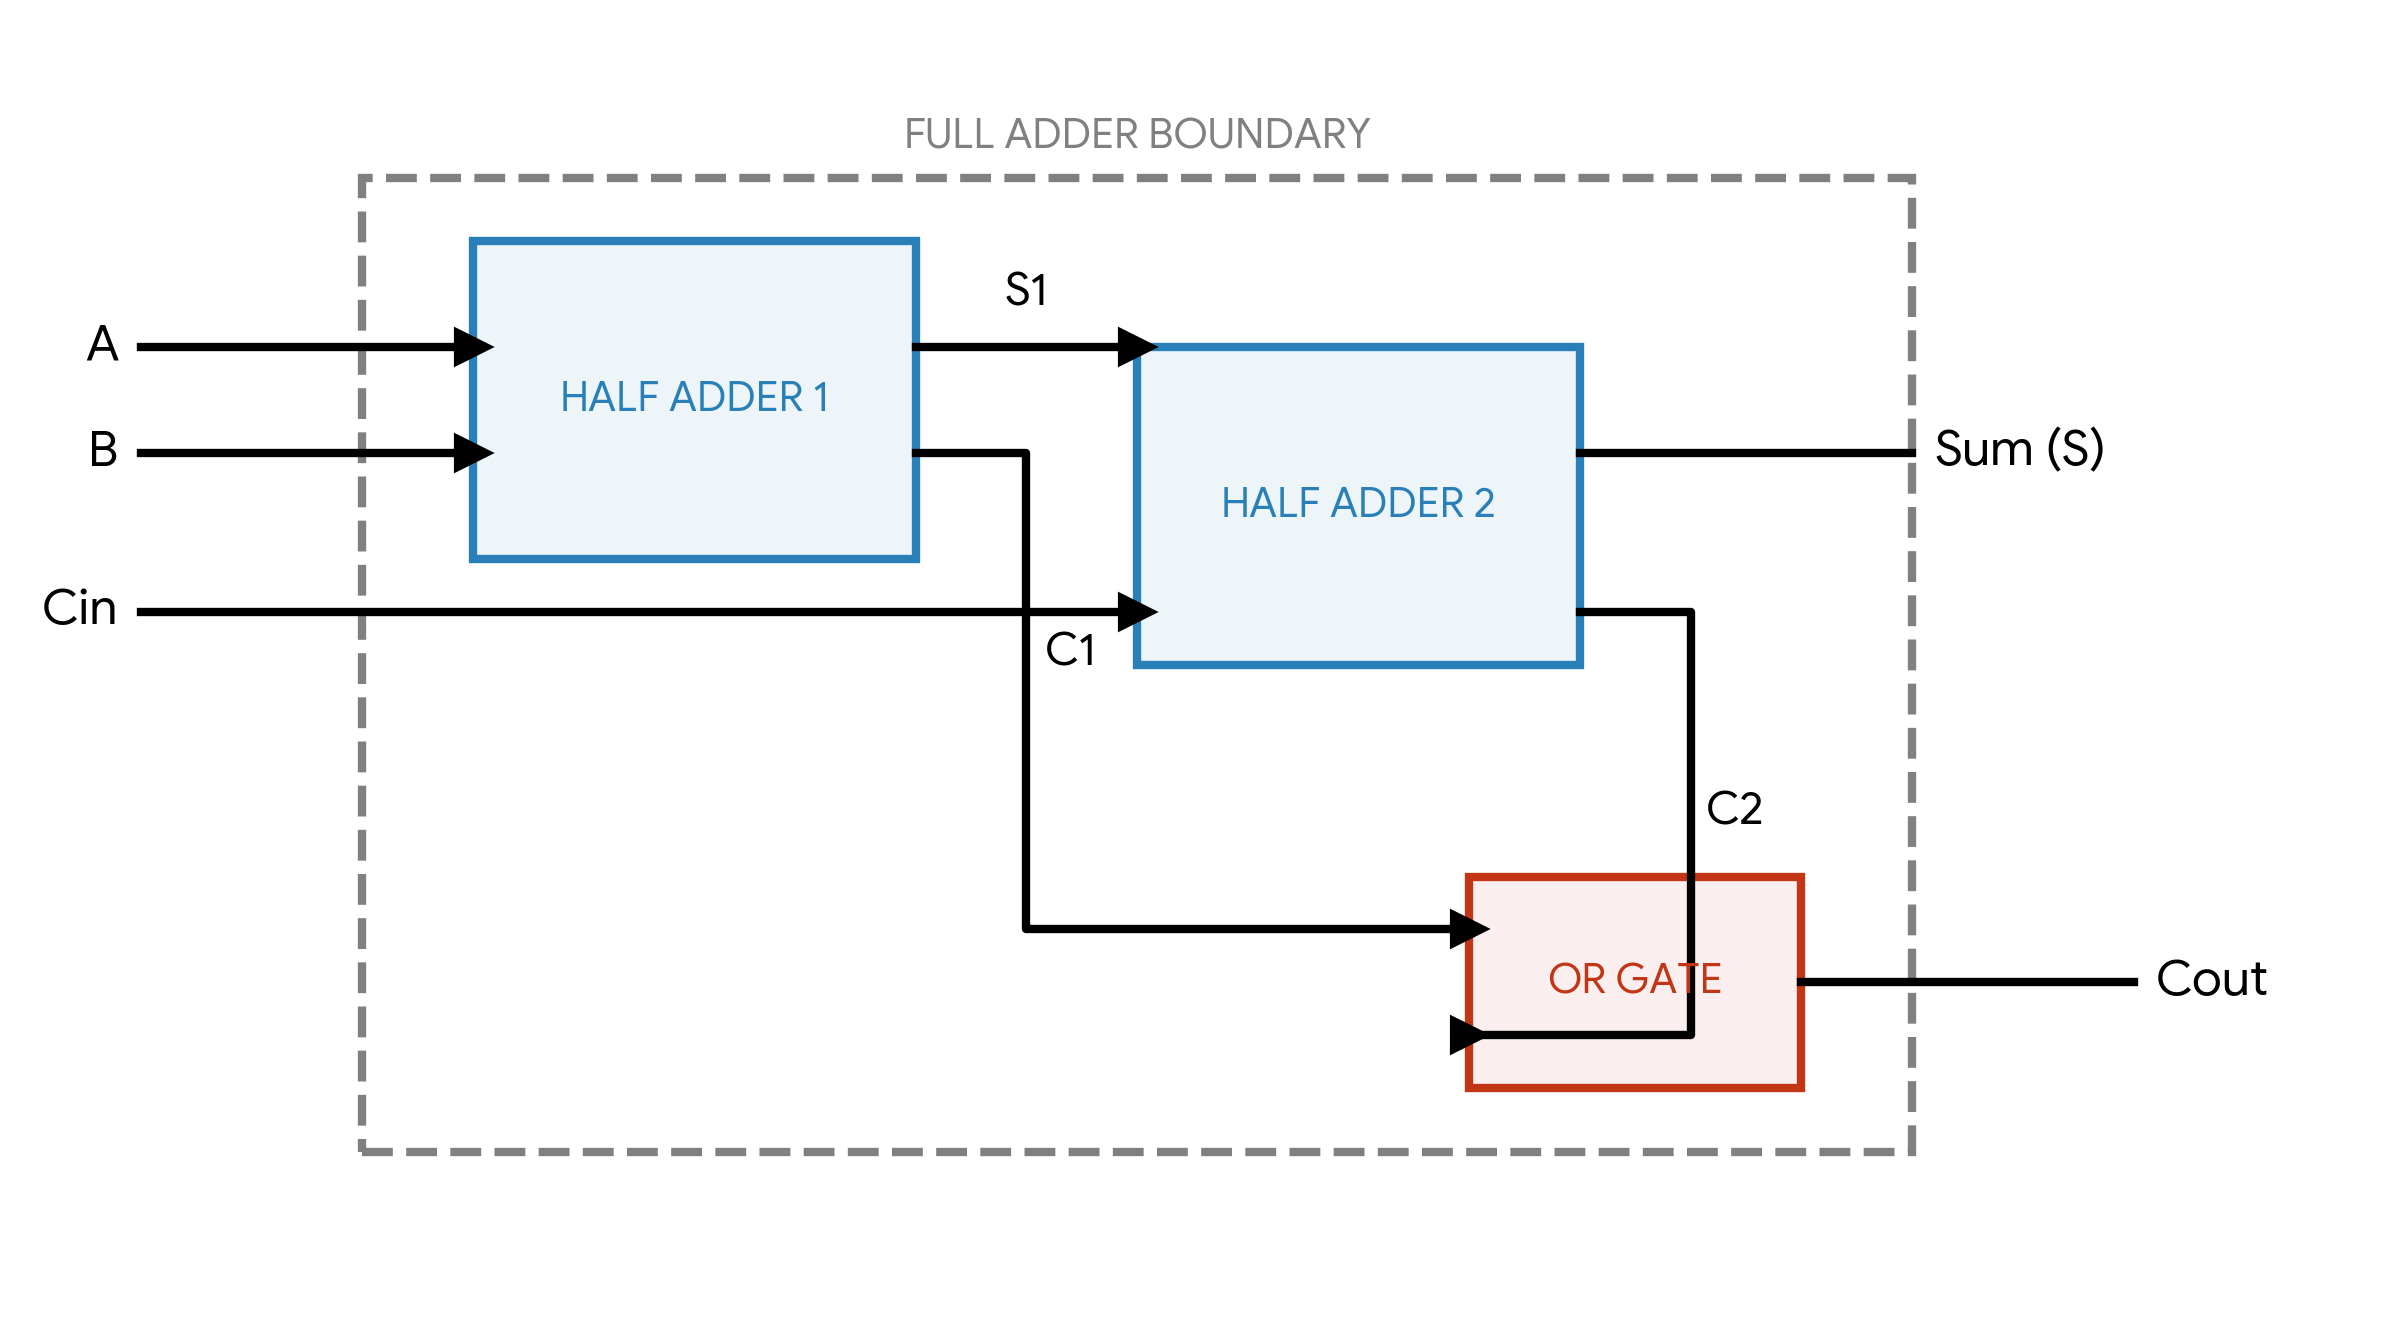 FULL ADDER BOUNDARY
S1
A
HALF ADDER 1
B
Sum (S)
HALF ADDER 2
Cin
C1
C2
OR GATE
Cout